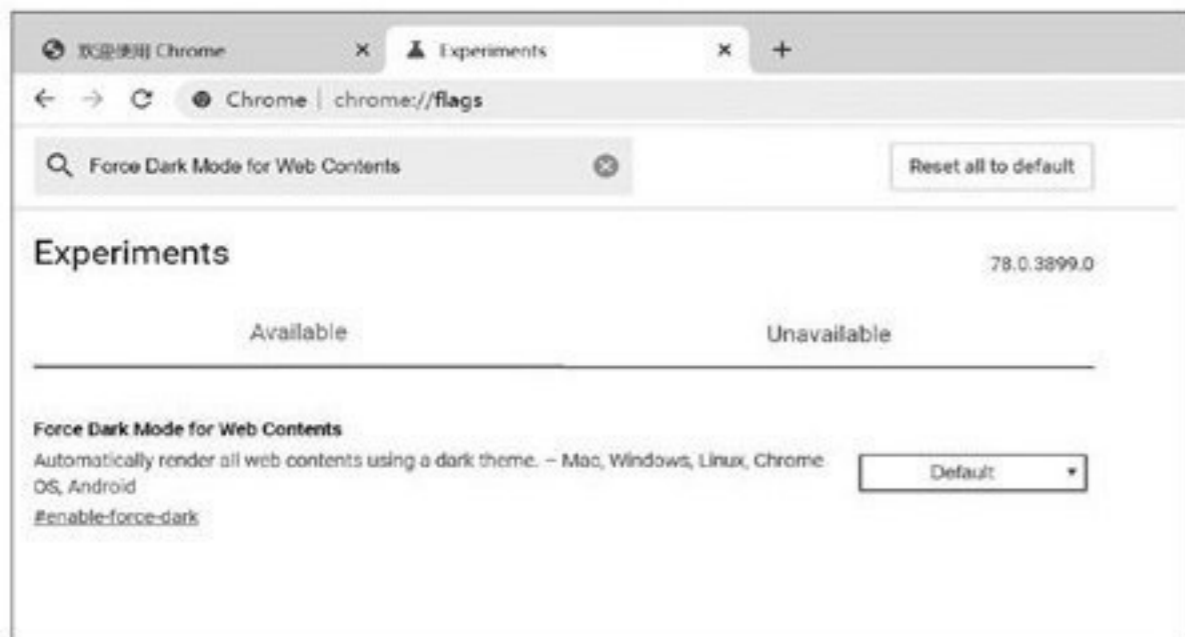 欢迎使用 Chrome
Experiments
Chrome | chrome://flags
Force Dark Mode for Web Contents
Reset all to default
Experiments
78.0.3899.0
Available
Unavailable
Force Dark Mode for Web Contents
Automatically render all web contents using a dark theme. – Mac, Windows, Linux, Chrome
OS, Android
Default
#enable-force-dark